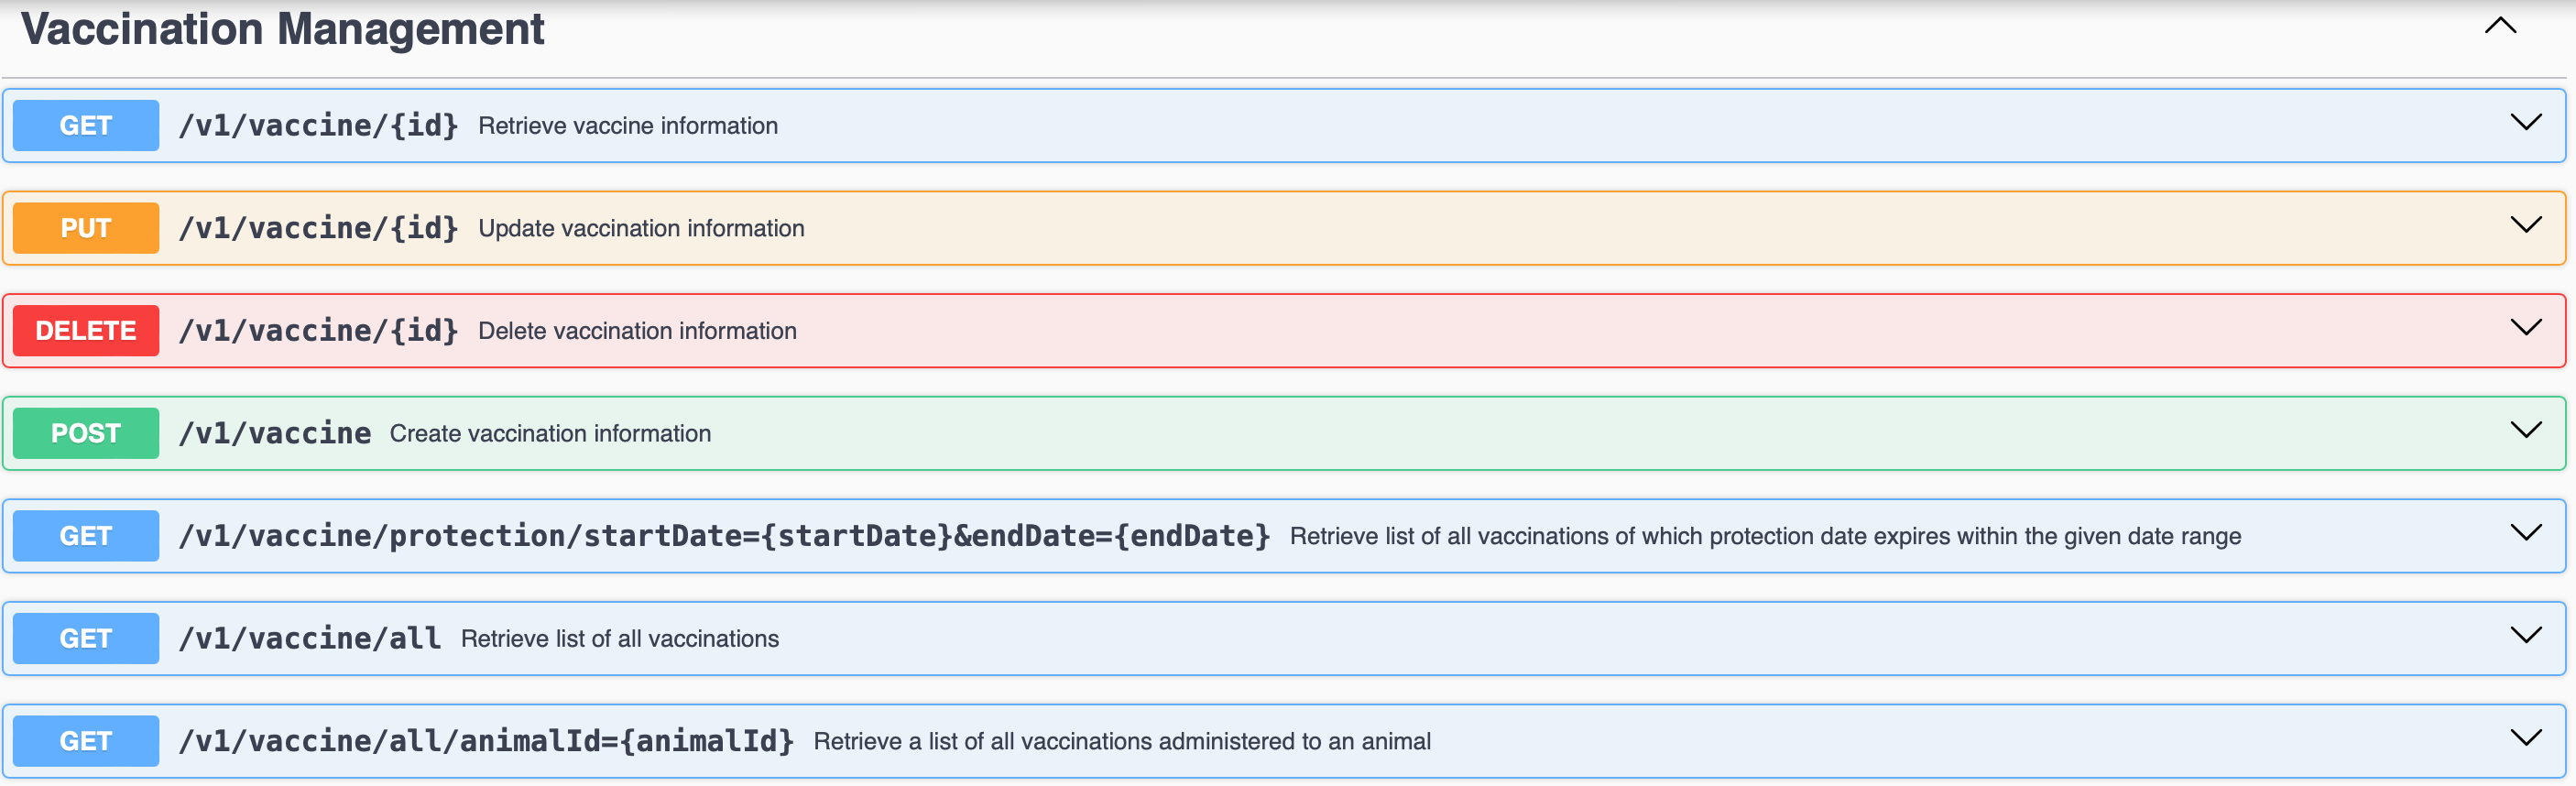 Vaccination Management
GET /v1/vaccine/{id} Retrieve vaccine information
PUT /v1/vaccine/{id} Update vaccination information
DELETE /v1/vaccine/{id} Delete vaccination information
POST /v1/vaccine Create vaccination information
GET /v1/vaccine/protection/startDate={startDate}&endDate={endDate} Retrieve list of all vaccinations of which protection date expires within the given date range
GET /v1/vaccine/all Retrieve list of all vaccinations
GET /v1/vaccine/all/animalId={animalId} Retrieve a list of all vaccinations administered to an animal